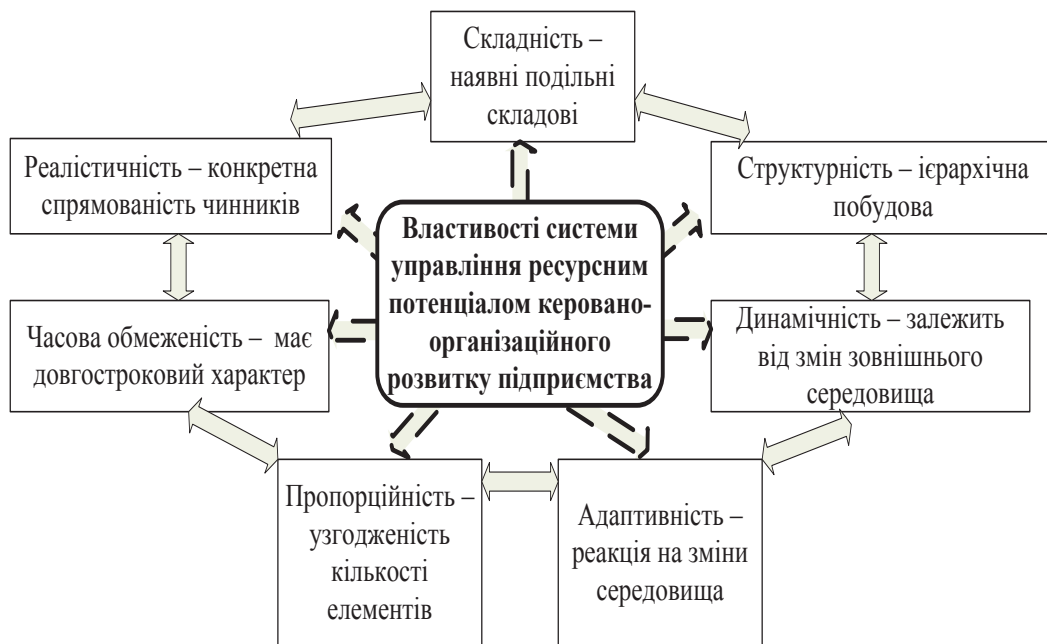 Складність –
наявні подільні
складові
Реалістичність – конкретна
спрямованість чинників
Структурність – ієрархічна
побудова
Властивості системи
управління ресурсним
потенціалом керовано-
організаційного
розвитку підприємства
Часова обмеженість – має
довгостроковий характер
Динамічність – залежить
від змін зовнішнього
середовища
Пропорційність –
узгодженість
кількості
елементів
Адаптивність –
реакція на зміни
середовища